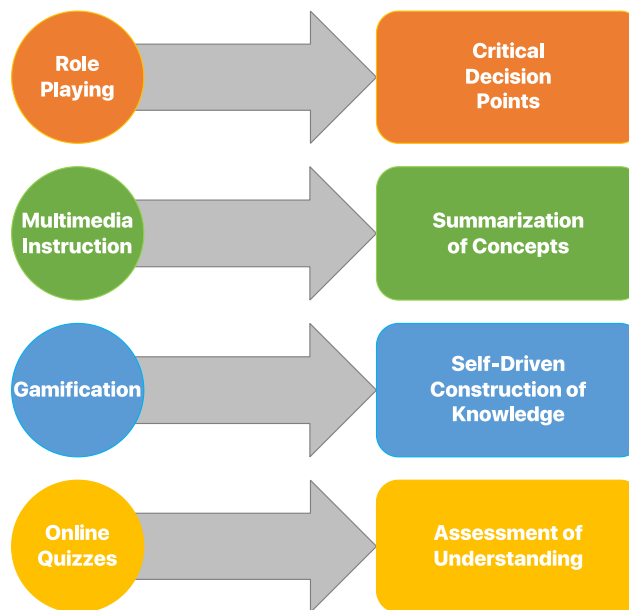 Role
Playing
Critical
Decision
Points
Multimedia
Instruction
Summarization
of Concepts
Gamification
Self-Driven
Construction of
Knowledge
Online
Quizzes
Assessment of
Understanding